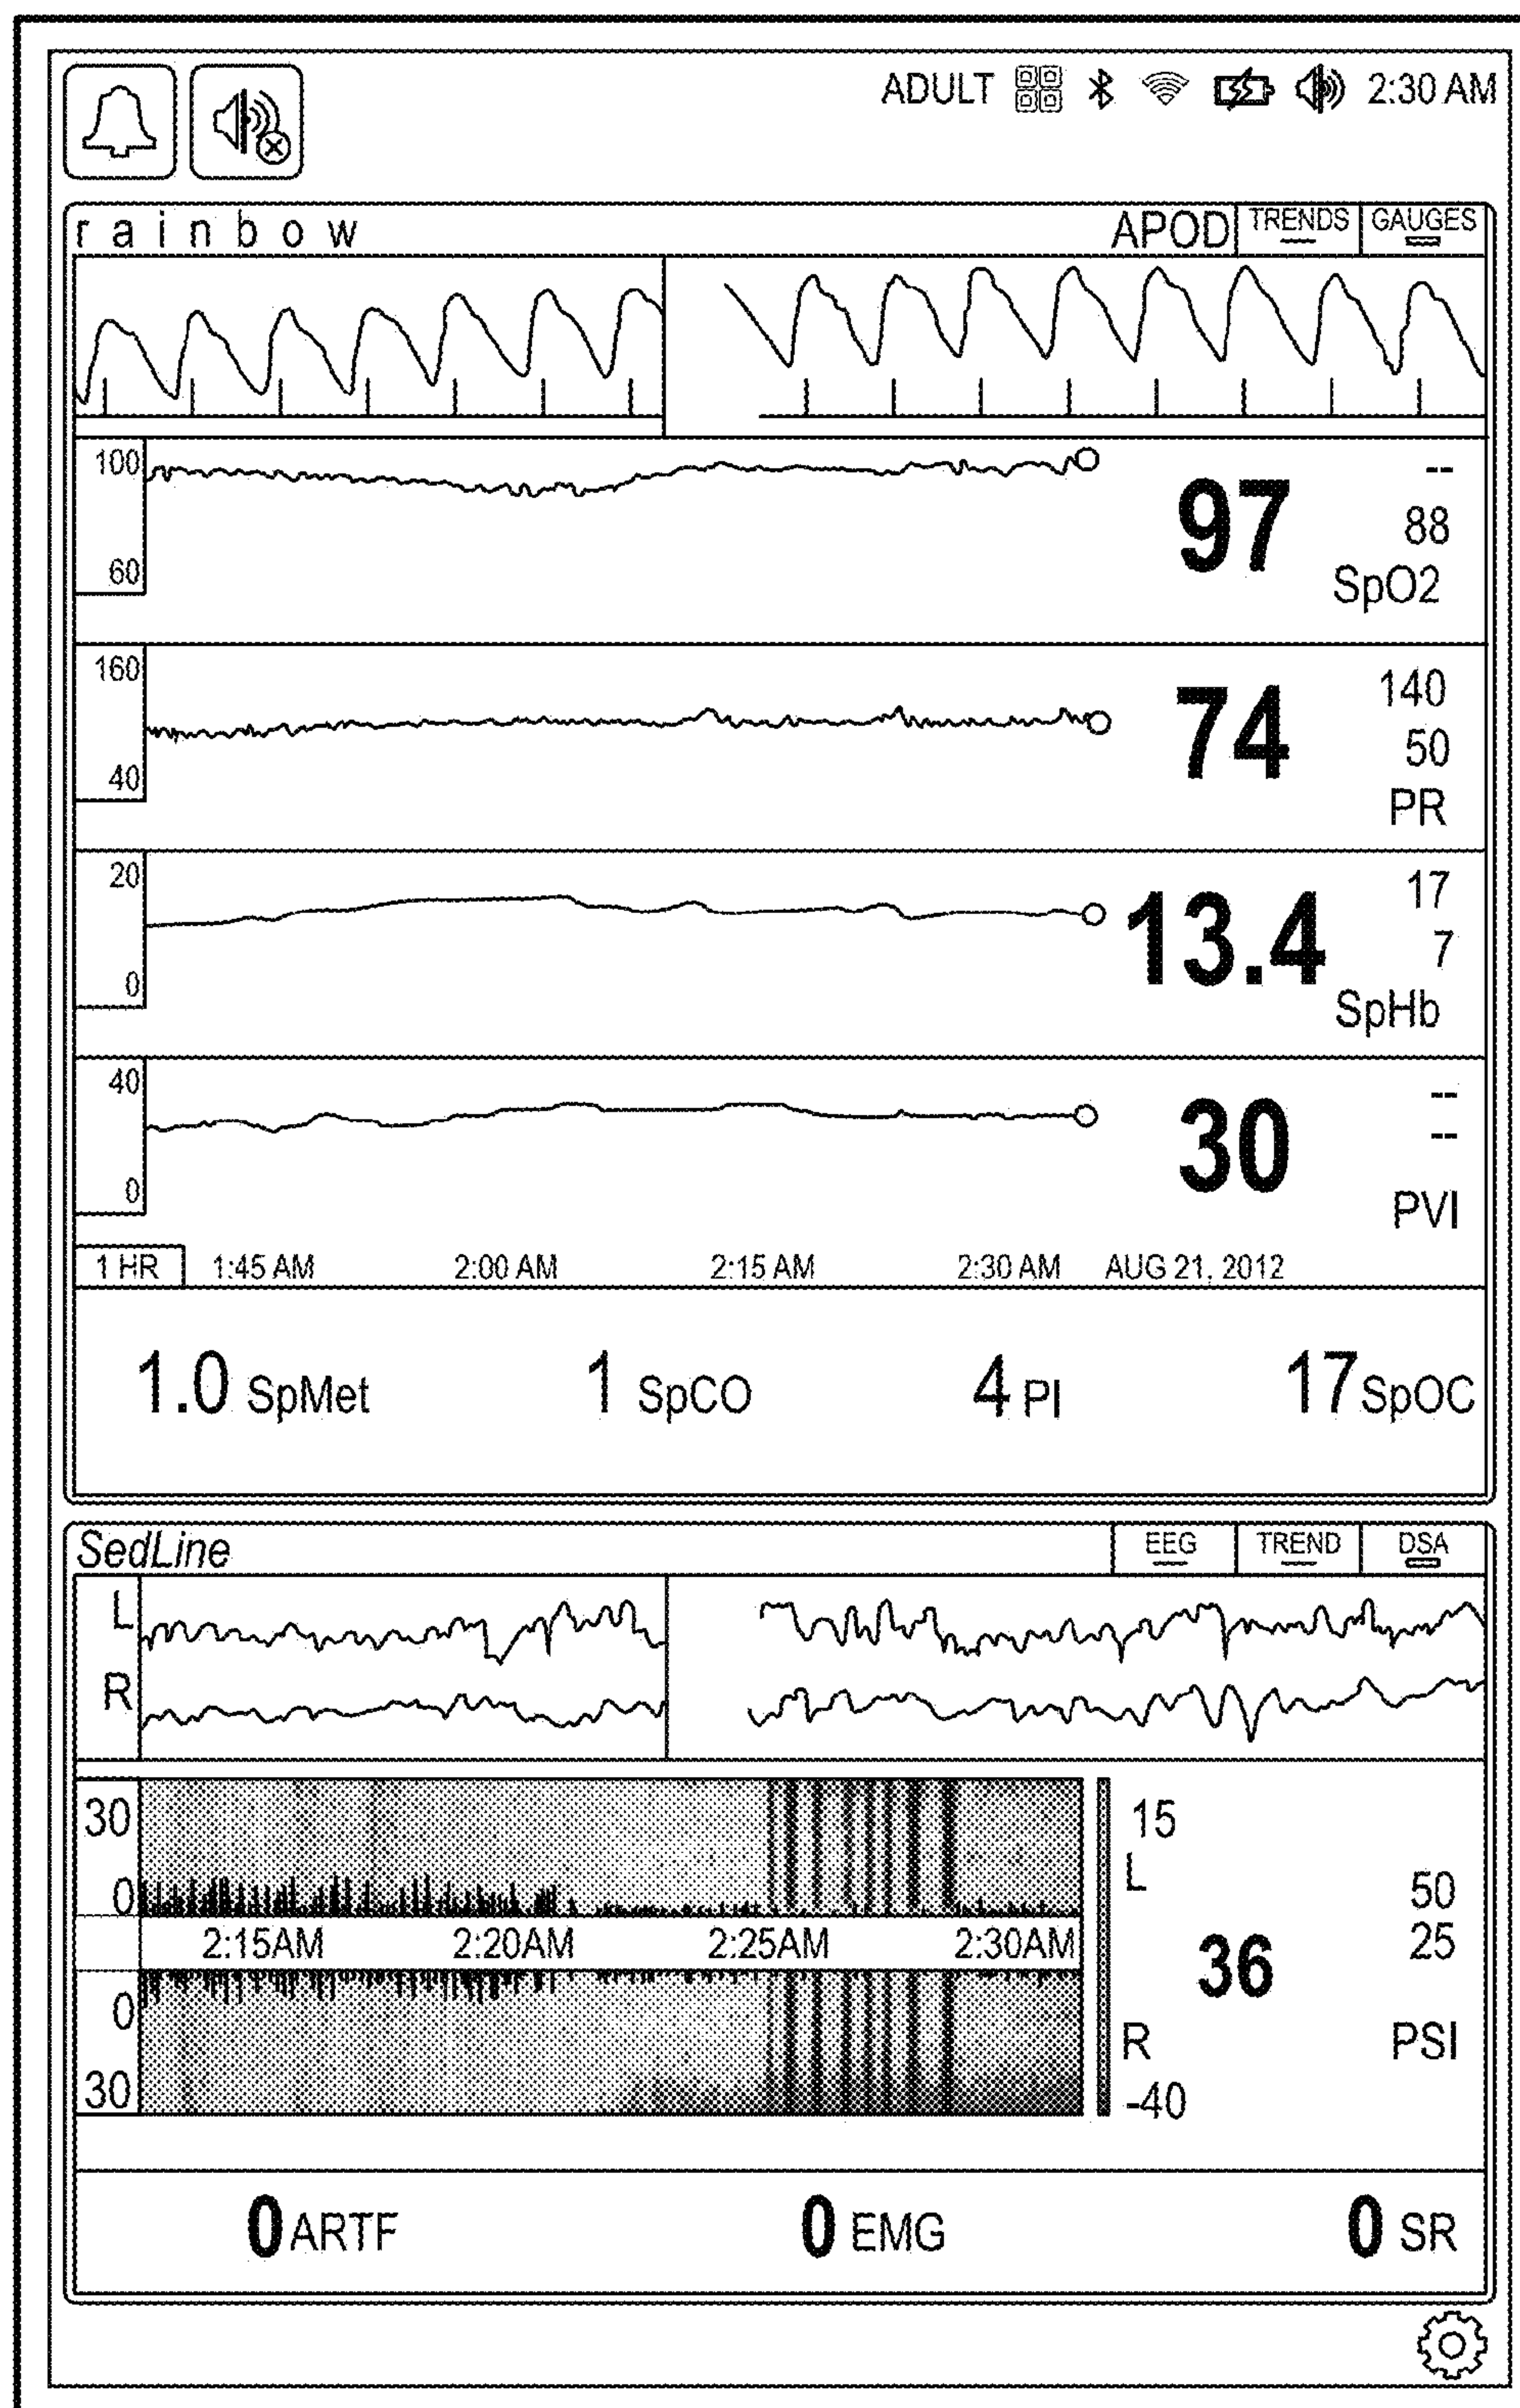 ADULT 2:30 AM
rainbow APOD TRENDS GAUGES
100 --
97 88
60 SpO2
160 140
74 50
40 PR
20 17
13.4 7
0 SpHb
40 --
30 --
0 PVI
1 HR 1:45 AM 2:00 AM 2:15 AM 2:30 AM AUG 21, 2012
1.0 SpMet 1 SpCO 4 PI 17 SpOC
SedLine EEG TREND DSA
L
R
30 15
0 L 50
2:15AM 2:20AM 2:25AM 2:30AM 36 25
0 R PSI
30 -40
0 ARTF 0 EMG 0 SR